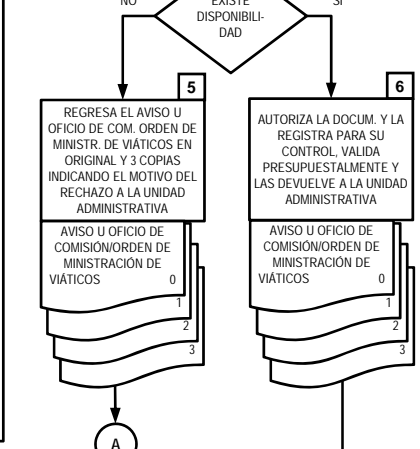 NO
EXISTE
SI
DISPONIBILI-
DAD
5
REGRESA EL AVISO U
OFICIO DE COM. ORDEN DE
MINISTR. DE VIÁTICOS EN
ORIGINAL Y 3 COPIAS
INDICANDO EL MOTIVO DEL
RECHAZO A LA UNIDAD
ADMINISTRATIVA
AVISO U OFICIO DE
COMISIÓN/ORDEN DE
MINISTRACIÓN DE
VIÁTICOS 0
1
2
3
A
6
AUTORIZA LA DOCUM. Y LA
REGISTRA PARA SU
CONTROL, VALIDA
PRESUPUESTALMENTE Y
LAS DEVUELVE A LA UNIDAD
ADMINISTRATIVA
AVISO U OFICIO DE
COMISIÓN/ORDEN DE
MINISTRACIÓN DE
VIÁTICOS 0
1
2
3